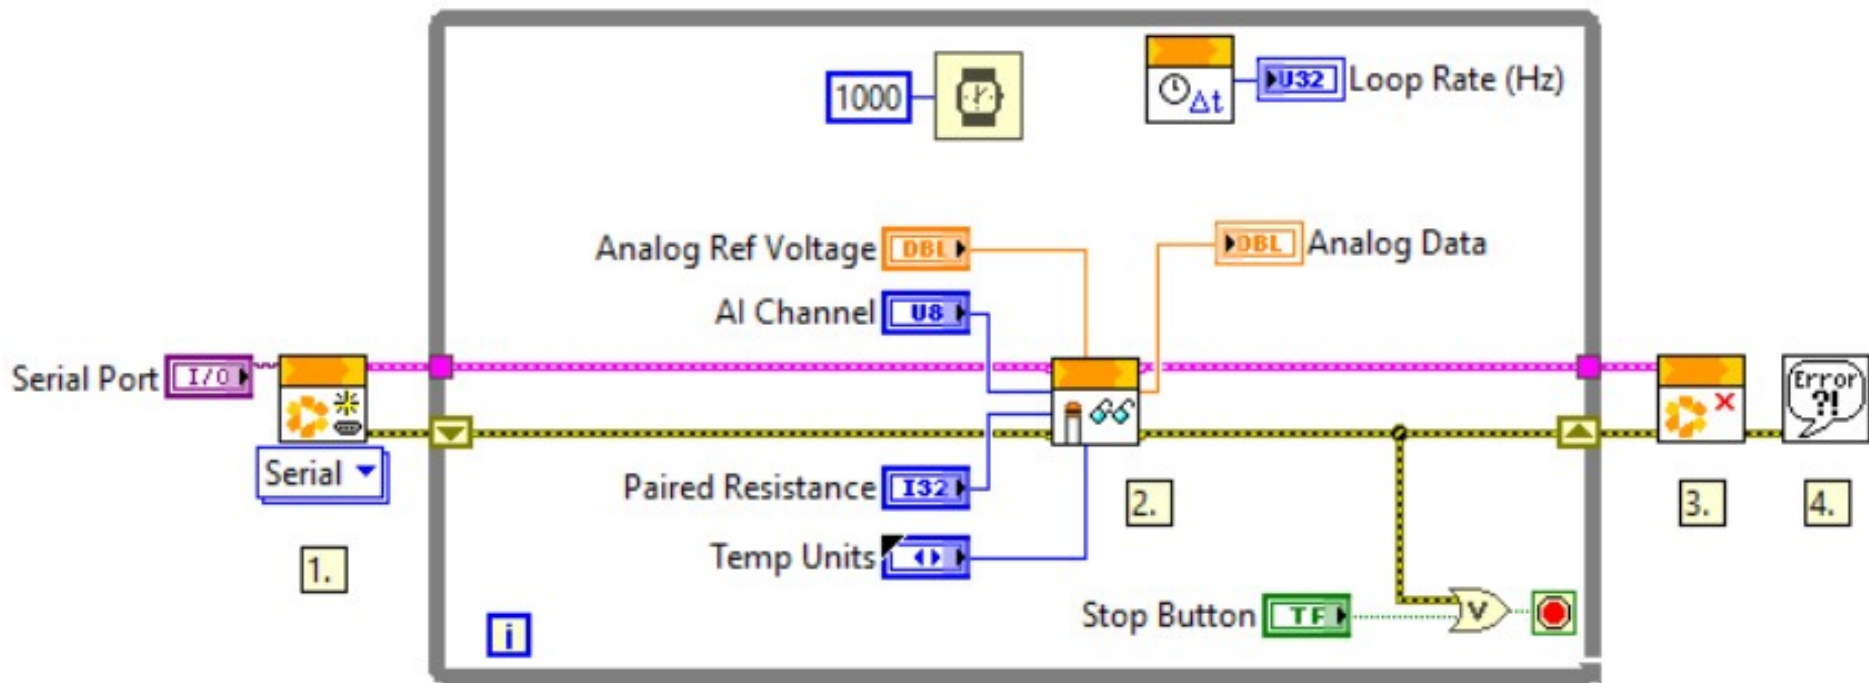 1000
Δt
U32
Loop Rate (Hz)
Analog Ref Voltage
DBL
DBL
Analog Data
AI Channel
U8
Serial Port
I/O
Error
?!
Serial
Paired Resistance
I32
2.
3.
4.
Temp Units
1.
Stop Button
TF
V
i